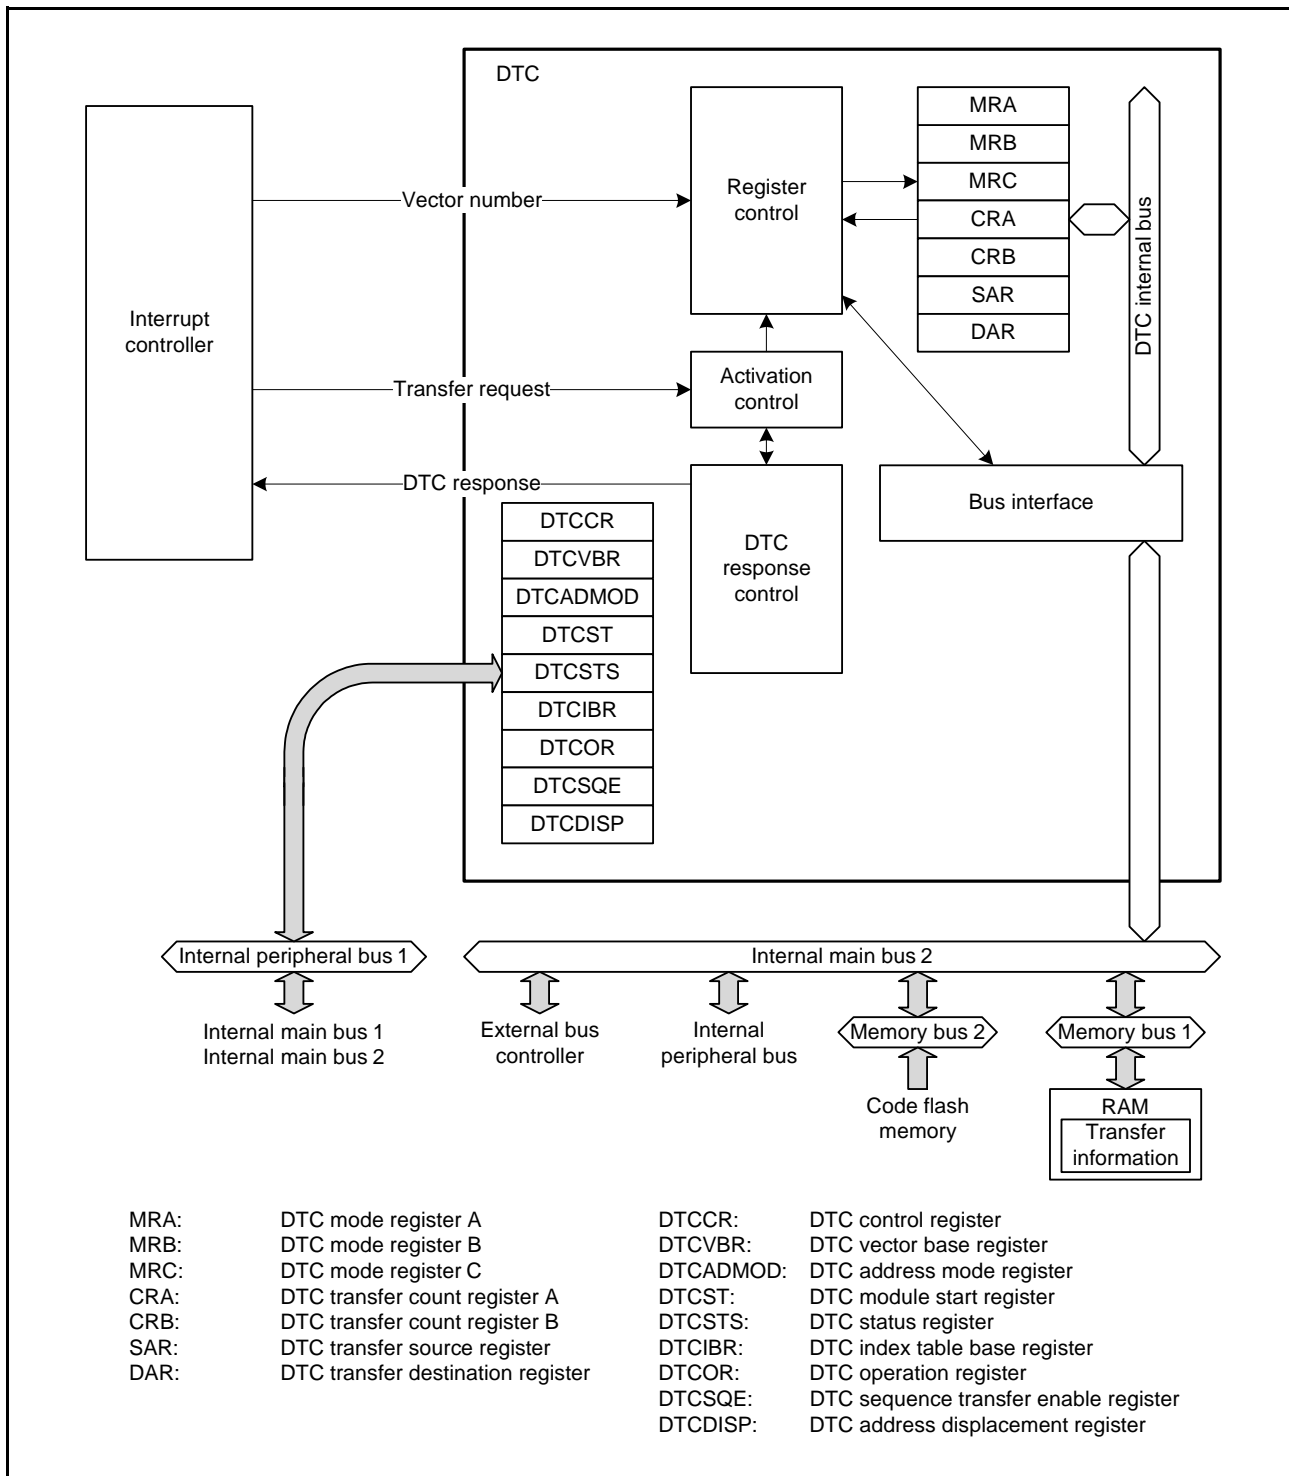 DTC
MRA
MRB
MRC
CRA
CRB
SAR
DAR
Register
control
Vector number
DTC internal bus
Interrupt
controller
Activation
control
Transfer request
DTC response
Bus interface
DTCCR
DTCVBR
DTCADMOD
DTCST
DTCSTS
DTCIBR
DTCOR
DTCSQE
DTCDISP
DTC
response
control
Internal peripheral bus 1
Internal main bus 2
Internal main bus 1
Internal main bus 2
External bus
controller
Internal
peripheral bus
Memory bus 2
Memory bus 1
Code flash
memory
RAM
Transfer
information
MRA: DTC mode register A
MRB: DTC mode register B
MRC: DTC mode register C
CRA: DTC transfer count register A
CRB: DTC transfer count register B
SAR: DTC transfer source register
DAR: DTC transfer destination register
DTCCR: DTC control register
DTCVBR: DTC vector base register
DTCADMOD: DTC address mode register
DTCST: DTC module start register
DTCSTS: DTC status register
DTCIBR: DTC index table base register
DTCOR: DTC operation register
DTCSQE: DTC sequence transfer enable register
DTCDISP: DTC address displacement register